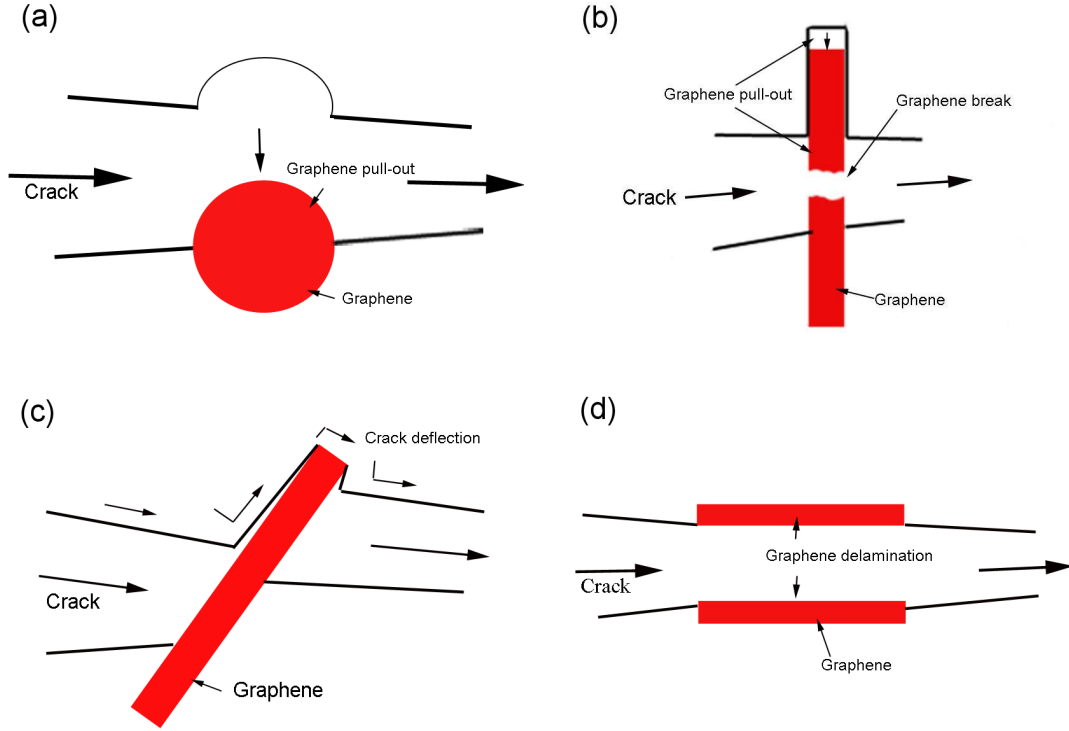 (a)
Graphene pull-out
Crack
Graphene
(b)
Graphene pull-out
Graphene break
Crack
Graphene
(c)
Crack deflection
Crack
Graphene
(d)
Graphene delamination
Crack
Graphene